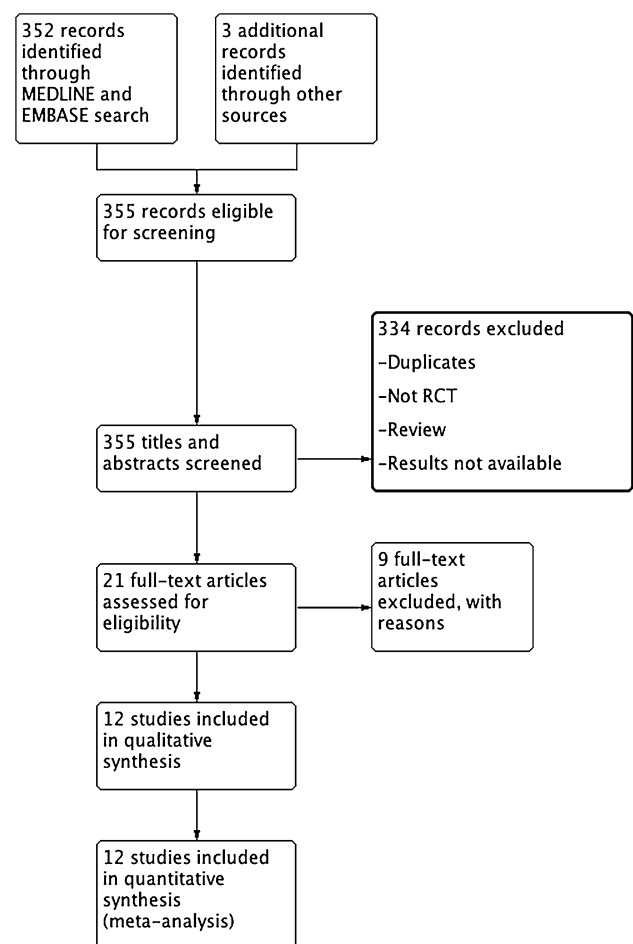 352 records
identified
through
MEDLINE and
EMBASE search
3 additional
records
identified
through other
sources
355 records eligible
for screening
334 records excluded
-Duplicates
-Not RCT
-Review
-Results not available
355 titles and
abstracts screened
21 full-text articles
assessed for
eligibility
9 full-text
articles
excluded, with
reasons
12 studies included
in qualitative
synthesis
12 studies included
in quantitative
synthesis
(meta-analysis)